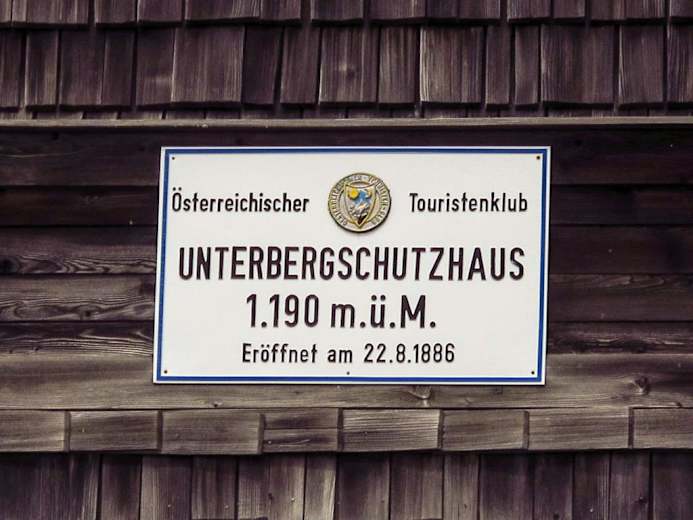 Österreichischer Touristenklub
UNTERBERGSCHUTZHAUS
1.190 m.ü.M.
Eröffnet am 22.8.1886